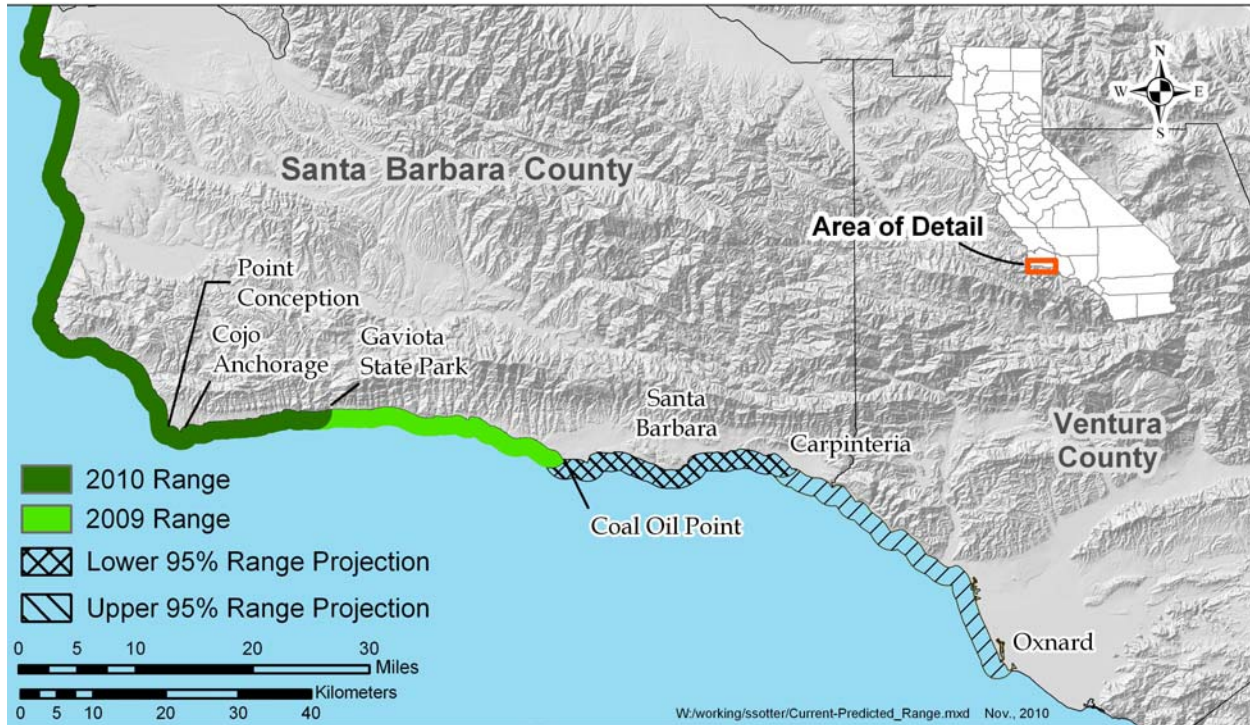 Santa Barbara County
N
W E
S
Area of Detail
Point
Conception
Cojo
Anchorage
Gaviota
State Park
Santa
Barbara
Carpinteria
Ventura
County
Coal Oil Point
Oxnard
2010 Range
2009 Range
Lower 95% Range Projection
Upper 95% Range Projection
0 5 10 20 30
Miles
Kilometers
0 5 10 20 30 40
W:/working/ssotter/Current-Predicted_Range.mxd Nov., 2010